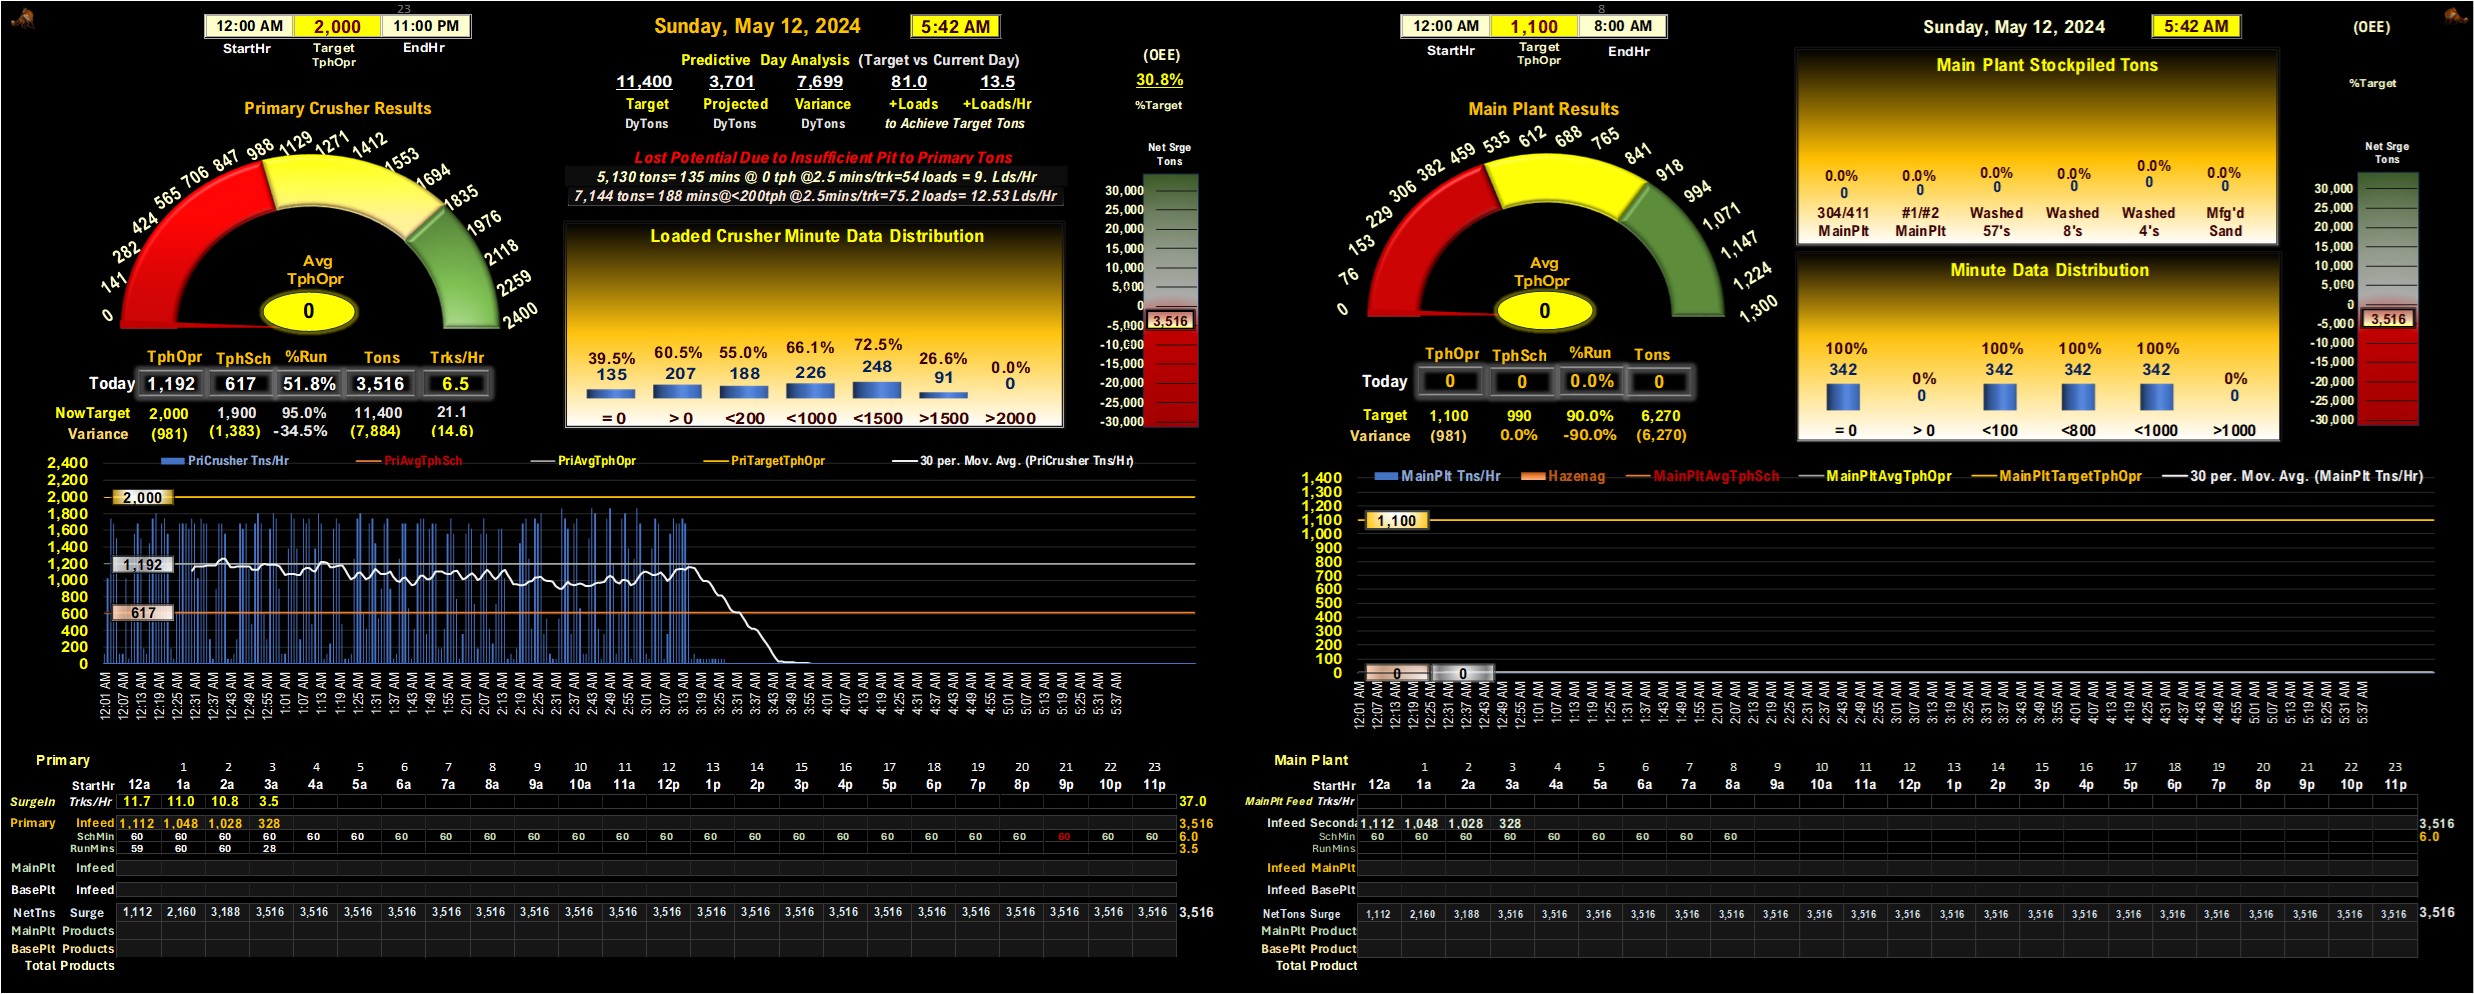 23
12:00 AM 2,000 11:00 PM
StartHr Target TphOpr EndHr
Sunday, May 12, 2024 5:42 AM
Predictive Day Analysis (Target vs Current Day)
11,400 3,701 7,699 81.0 13.5
Target Projected Variance +Loads +Loads/Hr
DyTons DyTons DyTons to Achieve Target Tons
(OEE)
30.8%
%Target
Primary Crusher Results
0 141 282 424 565 706 847 988 1129 1271 1412 1553 1694 1835 1976 2118 2259 2400
Avg
TphOpr
0
Lost Potential Due to Insufficient Pit to Primary Tons
5,130 tons= 135 mins @ 0 tph @2.5 mins/trk=54 loads = 9. Lds/Hr
7,144 tons= 188 mins@<200tph @2.5mins/trk=75.2 loads= 12.53 Lds/Hr
Loaded Crusher Minute Data Distribution
39.5% 60.5% 55.0% 66.1% 72.5% 26.6% 0.0%
135 207 188 226 248 91 0
= 0 > 0 <200 <1000 <1500 >1500 >2000
Net Srge
Tons
30,000
25,000
20,000
15,000
10,000
5,000
0
-5,000
3,516
-10,000
-15,000
-20,000
-25,000
-30,000
TphOpr TphSch %Run Tons Trks/Hr
Today 1,192 617 51.8% 3,516 6.5
NowTarget 2,000 1,900 95.0% 11,400 21.1
Variance (981) (1,383) -34.5% (7,884) (14.6)
PriCrusher Tns/Hr PriAvgTphSch PriAvgTphOpr PriTargetTphOpr 30 per. Mov. Avg. (PriCrusher Tns/Hr)
2,400
2,200
2,000 2,000
1,800
1,600
1,400
1,200 1,192
1,000
800
600 617
400
200
0
12:01 AM 12:07 AM 12:13 AM 12:19 AM 12:25 AM 12:31 AM 12:37 AM 12:43 AM 12:49 AM 12:55 AM 1:01 AM 1:07 AM 1:13 AM 1:19 AM 1:25 AM 1:31 AM 1:37 AM 1:43 AM 1:49 AM 1:55 AM 2:01 AM 2:07 AM 2:13 AM 2:19 AM 2:25 AM 2:31 AM 2:37 AM 2:43 AM 2:49 AM 2:55 AM 3:01 AM 3:07 AM 3:13 AM 3:19 AM 3:25 AM 3:31 AM 3:37 AM 3:43 AM 3:49 AM 3:55 AM 4:01 AM 4:07 AM 4:13 AM 4:19 AM 4:25 AM 4:31 AM 4:37 AM 4:43 AM 4:49 AM 4:55 AM 5:01 AM 5:07 AM 5:13 AM 5:19 AM 5:25 AM 5:31 AM 5:37 AM
Primary 1 2 3 4 5 6 7 8 9 10 11 12 13 14 15 16 17 18 19 20 21 22 23
StartHr 12a 1a 2a 3a 4a 5a 6a 7a 8a 9a 10a 11a 12p 1p 2p 3p 4p 5p 6p 7p 8p 9p 10p 11p
SurgeIn Trks/Hr 11.7 11.0 10.8 3.5 37.0
Primary Infeed 1,112 1,048 1,028 328 3,516
SchMin 60 60 60 60 60 60 60 60 60 60 60 60 60 60 60 60 60 60 60 60 60 60 60 60 6.0
RunMins 59 60 60 28 3.5
MainPlt Infeed
BasePlt Infeed
NetTns Surge 1,112 2,160 3,188 3,516 3,516 3,516 3,516 3,516 3,516 3,516 3,516 3,516 3,516 3,516 3,516 3,516 3,516 3,516 3,516 3,516 3,516 3,516 3,516 3,516 3,516
MainPlt Products
BasePlt Products
Total Products
8
12:00 AM 1,100 8:00 AM
StartHr Target TphOpr EndHr
Sunday, May 12, 2024 5:42 AM
(OEE)
%Target
Main Plant Results
0 76 153 229 306 382 459 535 612 688 765 841 918 994 1,071 1,147 1,224 1,300
Avg
TphOpr
0
Main Plant Stockpiled Tons
0.0% 0.0% 0.0% 0.0% 0.0% 0.0%
0 0 0 0 0 0
304/411 #1/#2 Washed Washed Washed Mfg'd
MainPlt MainPlt 57's 8's 4's Sand
Minute Data Distribution
100% 0% 100% 100% 100% 0%
342 0 342 342 342 0
= 0 > 0 <100 <800 <1000 >1000
Net Srge
Tons
30,000
25,000
20,000
15,000
10,000
5,000
0
-5,000
3,516
-10,000
-15,000
-20,000
-25,000
-30,000
TphOpr TphSch %Run Tons
Today 0 0 0.0% 0
Target 1,100 990 90.0% 6,270
Variance (981) 0.0% -90.0% (6,270)
MainPlt Tns/Hr Hazenag MainPltAvgTphSch MainPltAvgTphOpr MainPltTargetTphOpr 30 per. Mov. Avg. (MainPlt Tns/Hr)
1,400
1,300
1,200
1,100 1,100
1,000
900
800
700
600
500
400
300
200
100
0 0 0
12:01 AM 12:07 AM 12:13 AM 12:19 AM 12:25 AM 12:31 AM 12:37 AM 12:43 AM 12:49 AM 12:55 AM 1:01 AM 1:07 AM 1:13 AM 1:19 AM 1:25 AM 1:31 AM 1:37 AM 1:43 AM 1:49 AM 1:55 AM 2:01 AM 2:07 AM 2:13 AM 2:19 AM 2:25 AM 2:31 AM 2:37 AM 2:43 AM 2:49 AM 2:55 AM 3:01 AM 3:07 AM 3:13 AM 3:19 AM 3:25 AM 3:31 AM 3:37 AM 3:43 AM 3:49 AM 3:55 AM 4:01 AM 4:07 AM 4:13 AM 4:19 AM 4:25 AM 4:31 AM 4:37 AM 4:43 AM 4:49 AM 4:55 AM 5:01 AM 5:07 AM 5:13 AM 5:19 AM 5:25 AM 5:31 AM 5:37 AM
Main Plant 1 2 3 4 5 6 7 8 9 10 11 12 13 14 15 16 17 18 19 20 21 22 23
StartHr 12a 1a 2a 3a 4a 5a 6a 7a 8a 9a 10a 11a 12p 1p 2p 3p 4p 5p 6p 7p 8p 9p 10p 11p
MainPlt Feed Trks/Hr
Infeed Seconda 1,112 1,048 1,028 328 3,516
SchMin 60 60 60 60 60 60 60 60 60 6.0
RunMins
Infeed MainPlt
Infeed BasePlt
NetTons Surge 1,112 2,160 3,188 3,516 3,516 3,516 3,516 3,516 3,516 3,516 3,516 3,516 3,516 3,516 3,516 3,516 3,516 3,516 3,516 3,516 3,516 3,516 3,516 3,516 3,516
MainPlt Product
BasePlt Product
Total Product